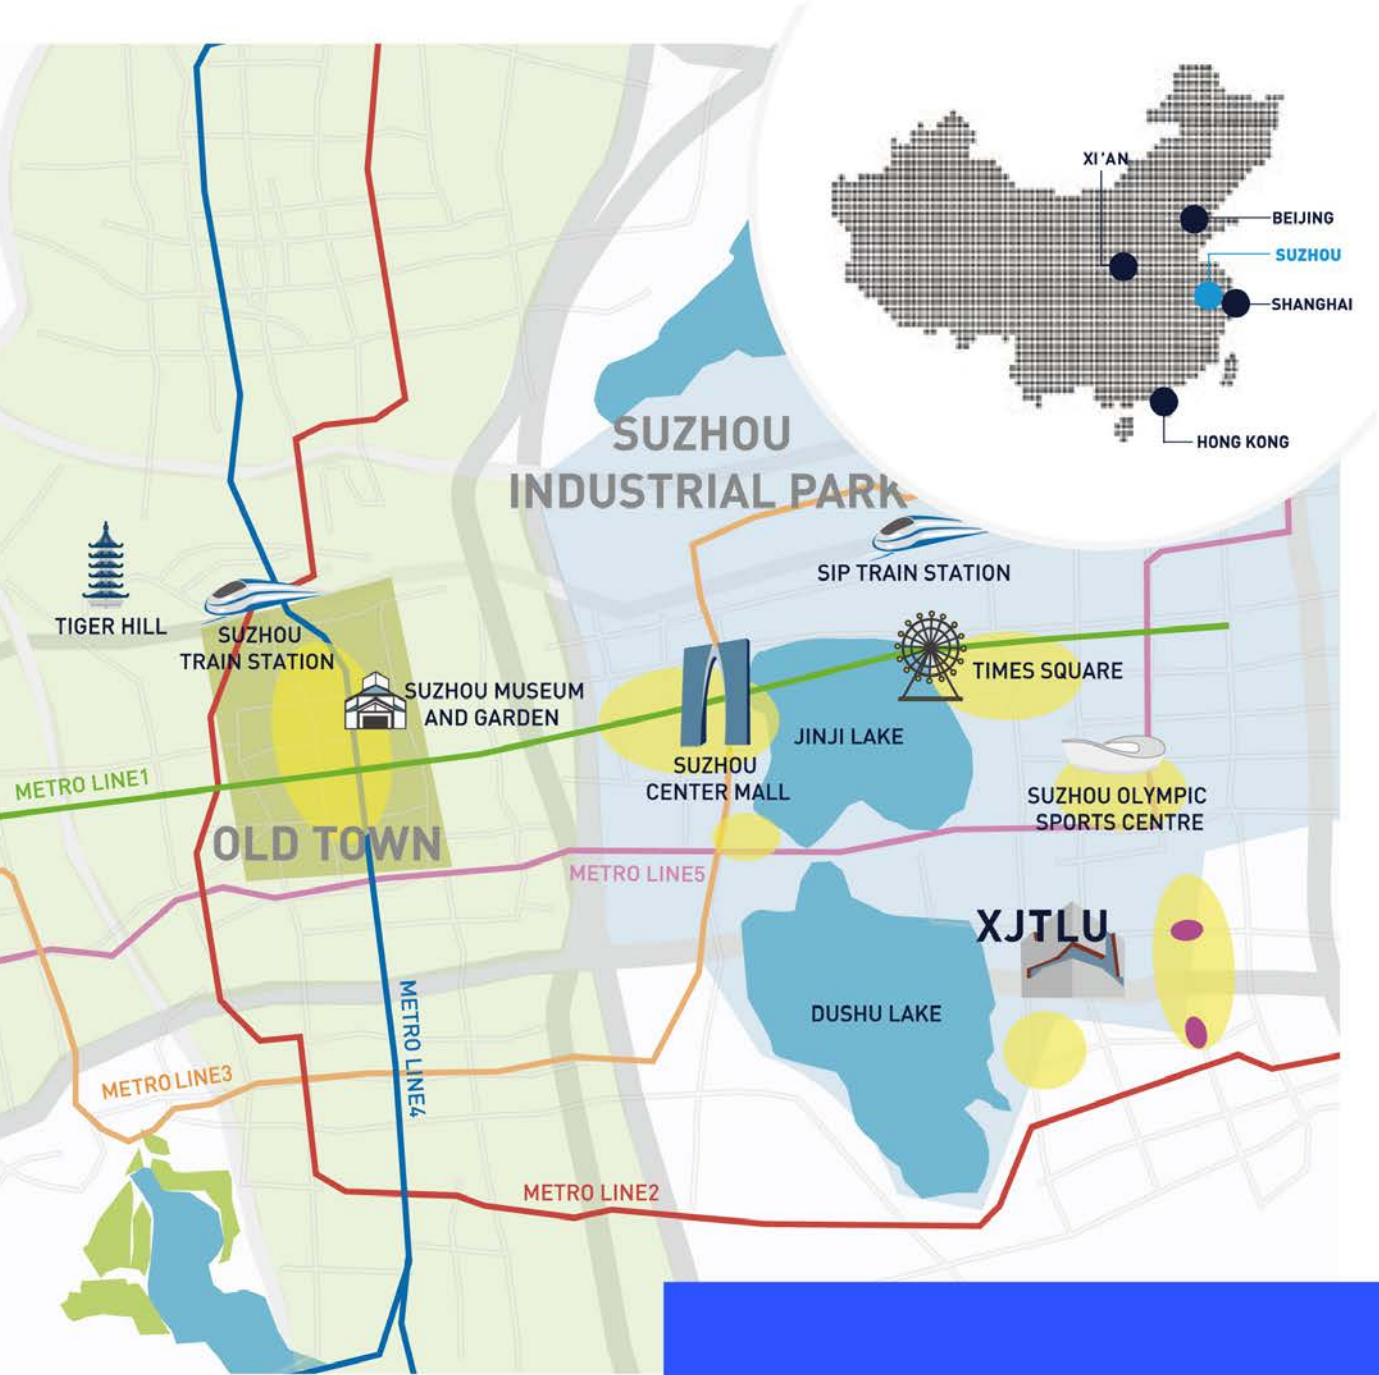 XI'AN
BEIJING
SUZHOU
SHANGHAI
HONG KONG
SUZHOU
INDUSTRIAL PARK
SIP TRAIN STATION
TIGER HILL
SUZHOU
TRAIN STATION
SUZHOU MUSEUM
AND GARDEN
TIMES SQUARE
JINJI LAKE
SUZHOU
CENTER MALL
METRO LINE1
SUZHOU OLYMPIC
SPORTS CENTRE
OLD TOWN
METRO LINE5
XJTLU
DUSHU LAKE
METRO LINE4
METRO LINE3
METRO LINE2